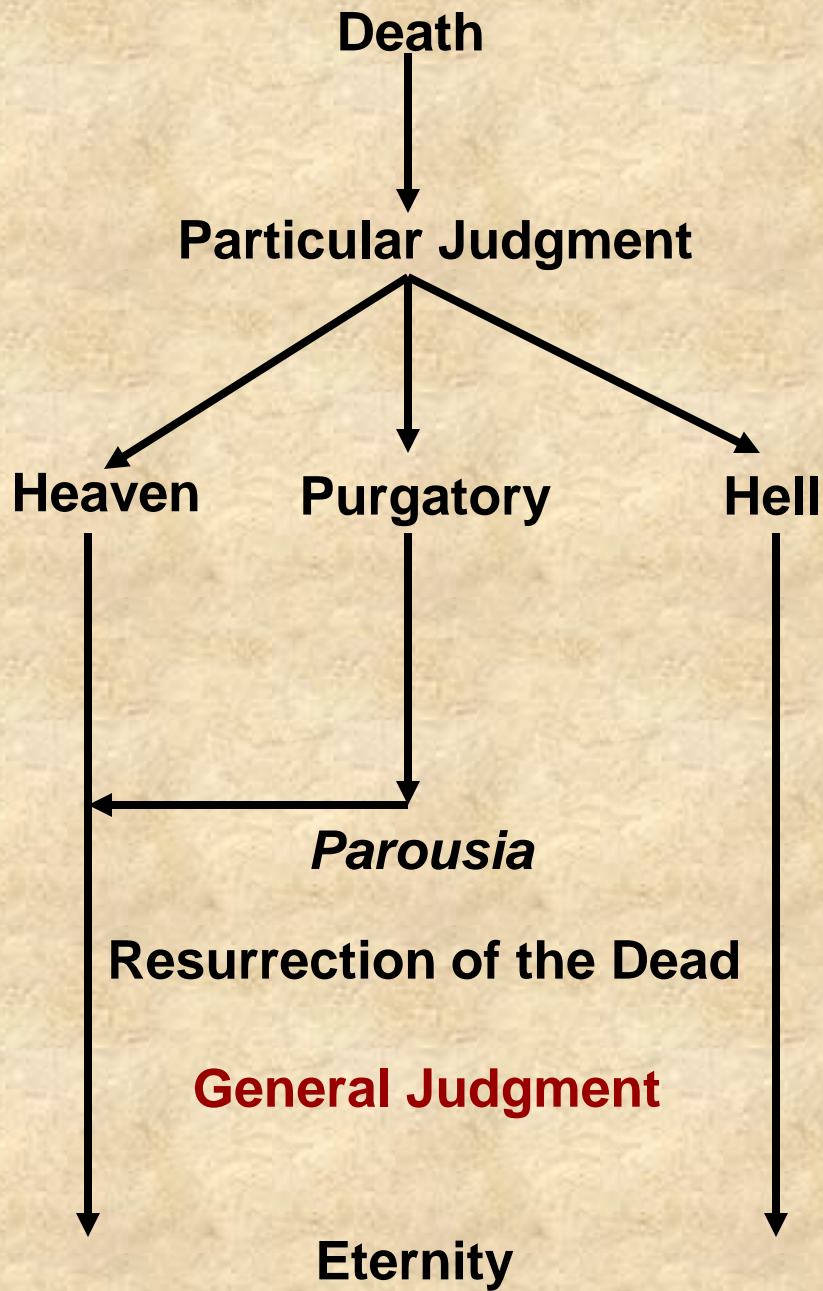 Death
Particular Judgment
Heaven Purgatory Hell
Parousia
Resurrection of the Dead
General Judgment
Eternity